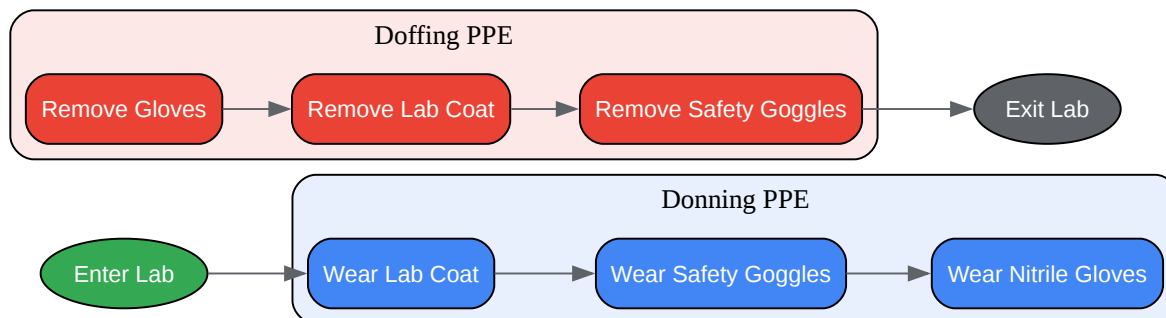 Doffing PPE
Remove Gloves
Remove Lab Coat
Remove Safety Goggles
Exit Lab
Donning PPE
Enter Lab
Wear Lab Coat
Wear Safety Goggles
Wear Nitrile Gloves